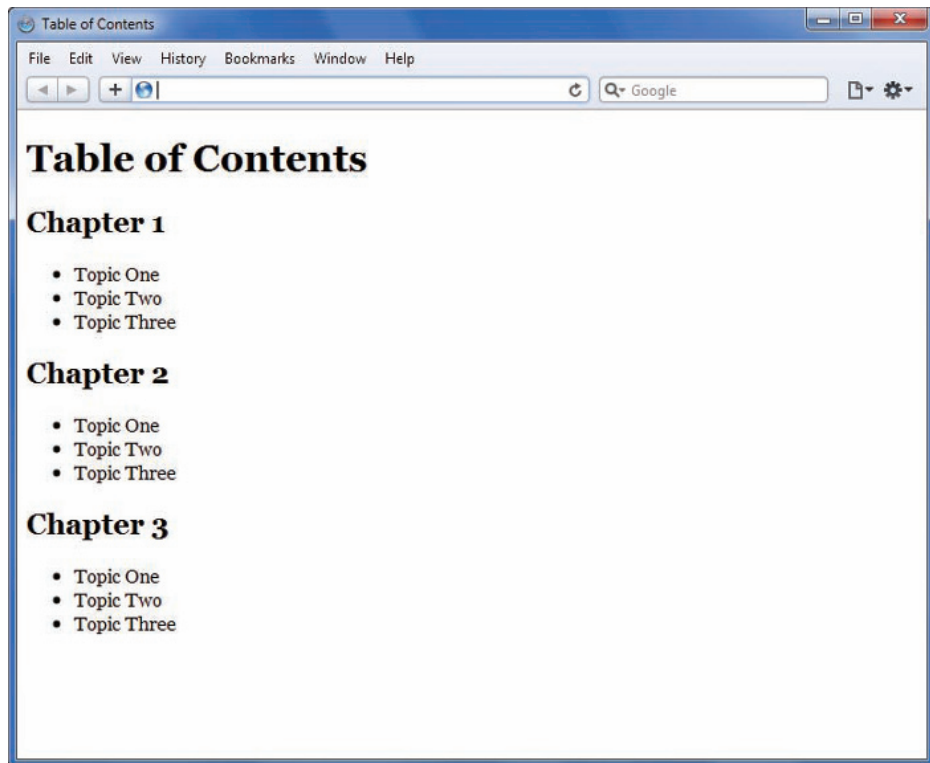 Table of Contents
File Edit View History Bookmarks Window Help
Google
Table of Contents
Chapter 1
• Topic One
• Topic Two
• Topic Three
Chapter 2
• Topic One
• Topic Two
• Topic Three
Chapter 3
• Topic One
• Topic Two
• Topic Three